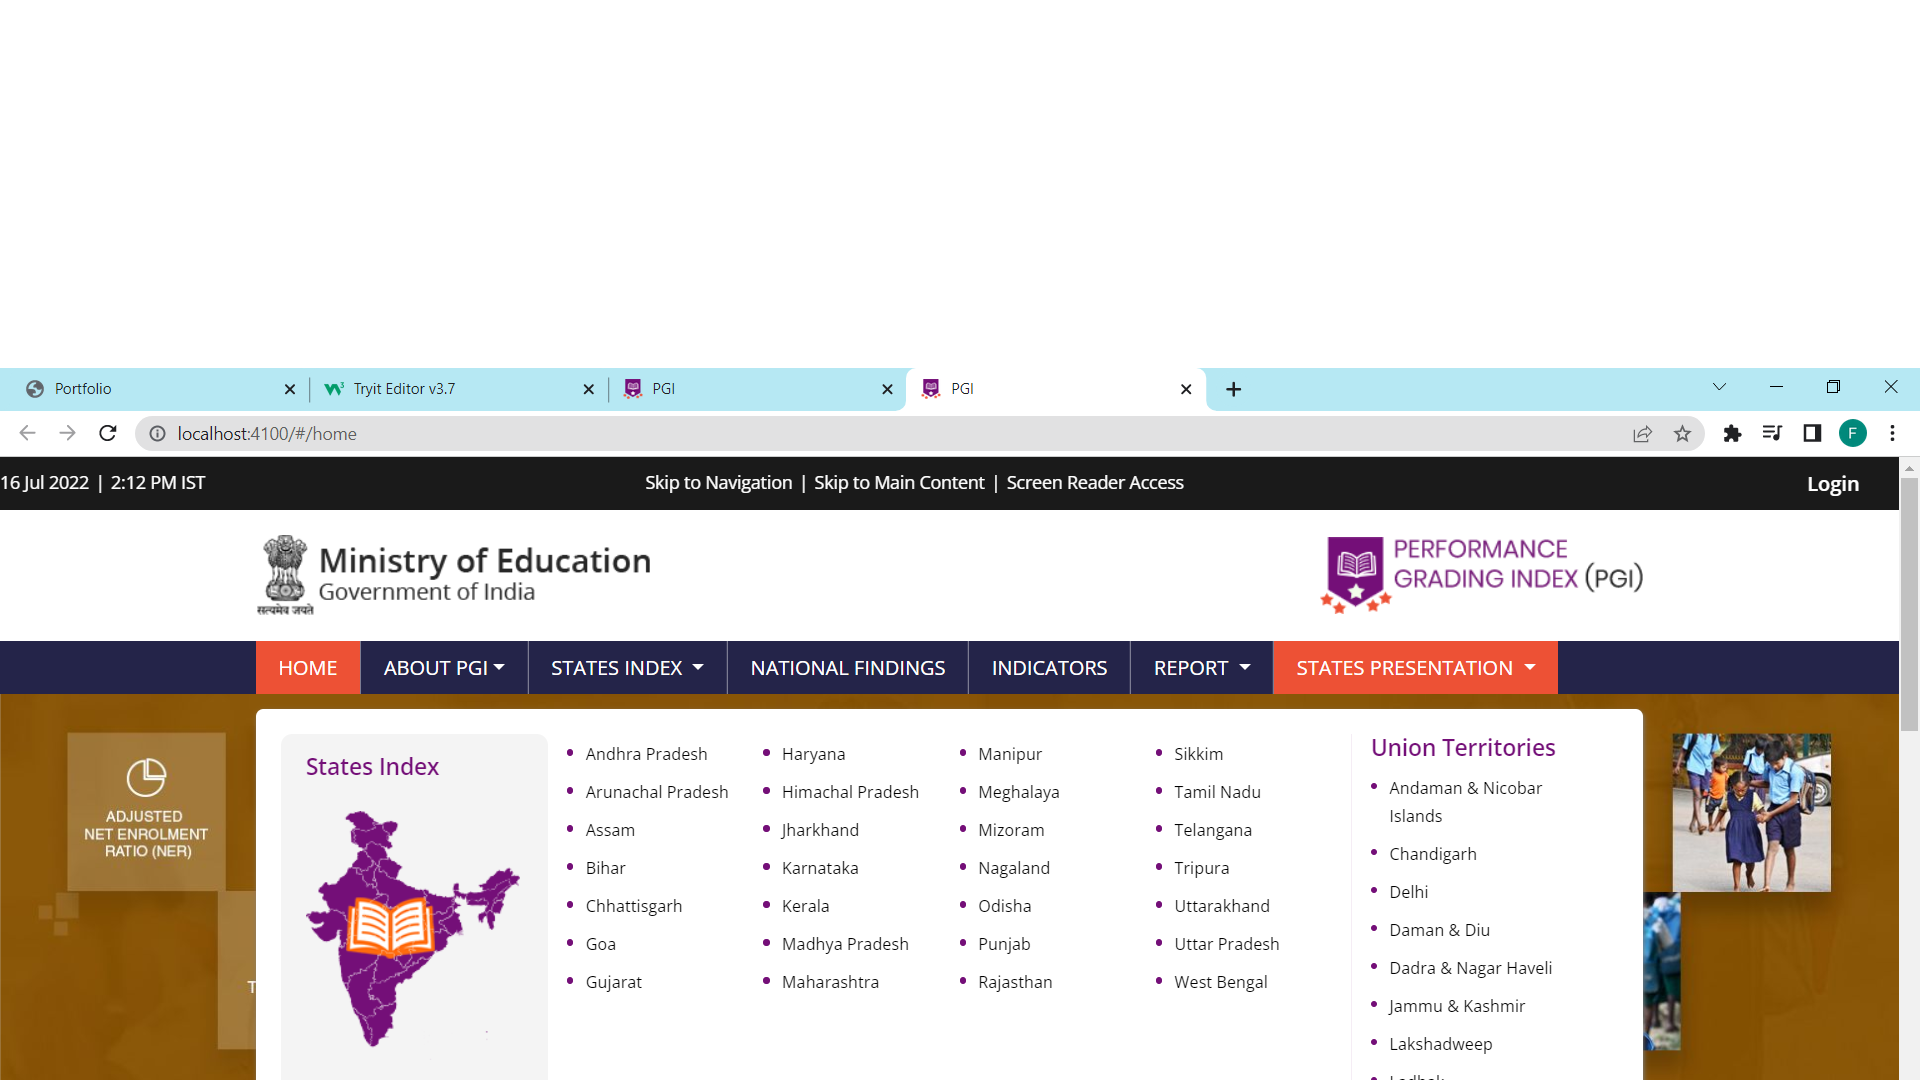 Portfolio
Tryit Editor v3.7
PGI
PGI
localhost:4100/#/home
F
16 Jul 2022 | 2:12 PM IST
Skip to Navigation | Skip to Main Content | Screen Reader Access
Login
सत्यमेव जयते
Ministry of Education
Government of India
PERFORMANCE
GRADING INDEX (PGI)
HOME
ABOUT PGI
STATES INDEX
NATIONAL FINDINGS
INDICATORS
REPORT
STATES PRESENTATION
ADJUSTED
NET ENROLMENT
RATIO (NER)
T
States Index
Andhra Pradesh
Arunachal Pradesh
Assam
Bihar
Chhattisgarh
Goa
Gujarat
Haryana
Himachal Pradesh
Jharkhand
Karnataka
Kerala
Madhya Pradesh
Maharashtra
Manipur
Meghalaya
Mizoram
Nagaland
Odisha
Punjab
Rajasthan
Sikkim
Tamil Nadu
Telangana
Tripura
Uttarakhand
Uttar Pradesh
West Bengal
Union Territories
Andaman & Nicobar
Islands
Chandigarh
Delhi
Daman & Diu
Dadra & Nagar Haveli
Jammu & Kashmir
Lakshadweep